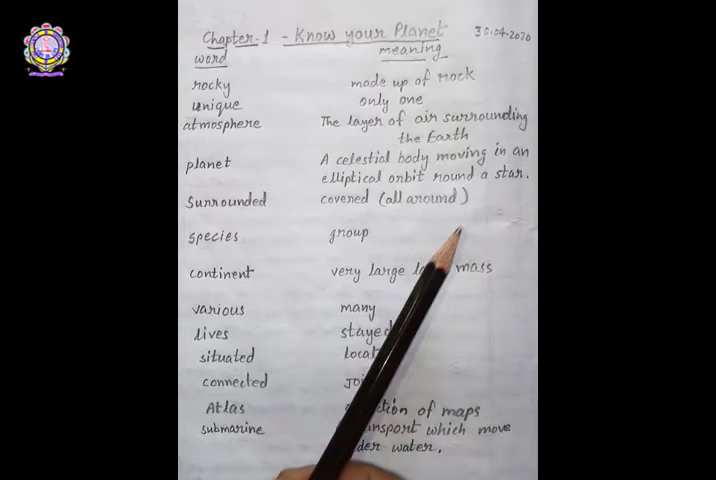 Chapter-1 - Know your Planet 30.04.2020
word meaning
rocky made up of rock
unique only one
atmosphere The layer of air surrounding
the Earth
planet A celestial body moving in an
elliptical orbit round a star.
Surrounded covered (all around)
species group
continent very large mass
various many
lives stayed
situated
connected
Atlas of maps
submarine which move
water.